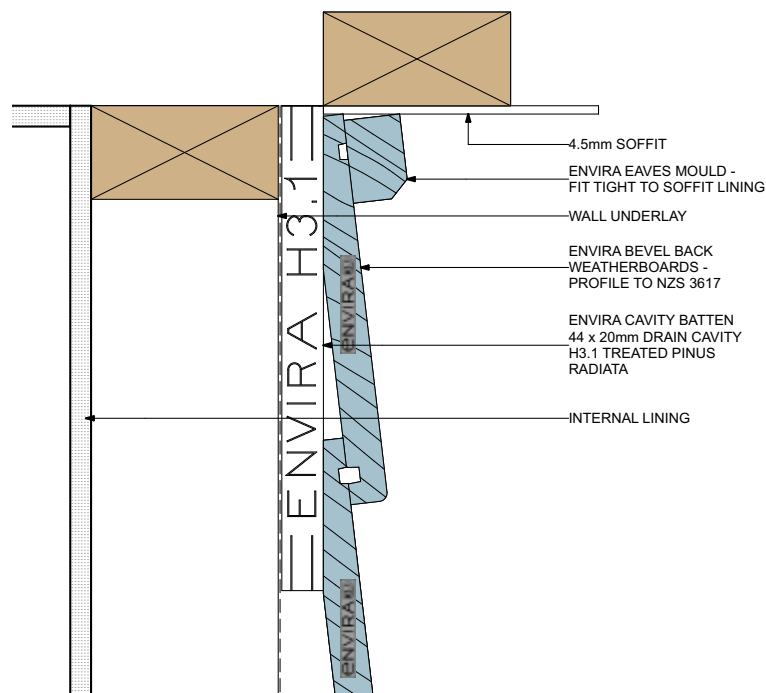 4.5mm SOFFIT
ENVIRA EAVES MOULD -
FIT TIGHT TO SOFFIT LINING
WALL UNDERLAY
ENVIRA BEVEL BACK
WEATHERBOARDS -
PROFILE TO NZS 3617
ENVIRA CAVITY BATTEN
44 x 20mm DRAIN CAVITY
H3.1 TREATED PINUS
RADIATA
INTERNAL LINING
ENVIRA H3.1
eNVIRA
eNVIRA